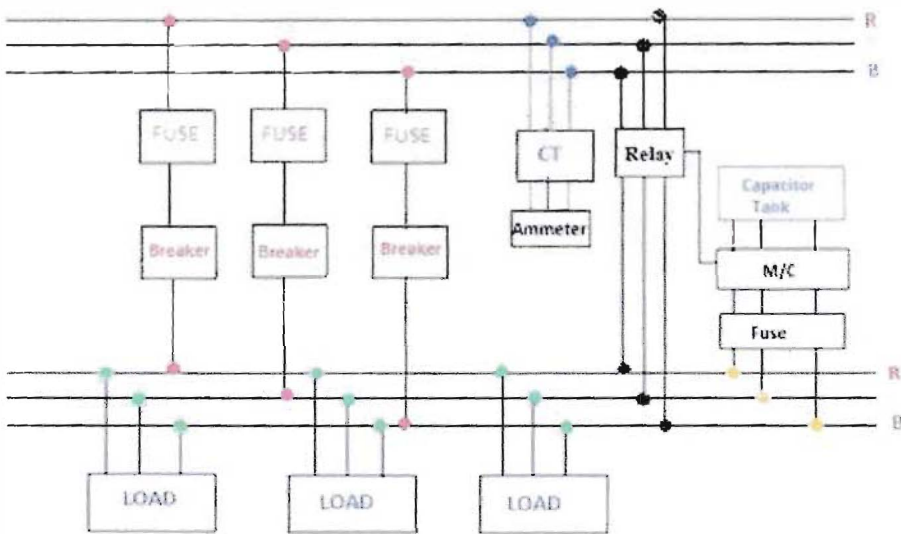 R
B
FUSE
FUSE
FUSE
CT
Relay
Capacitor
Tank
Ammeter
Breaker
Breaker
Breaker
M/C
Fuse
R
B
LOAD
LOAD
LOAD